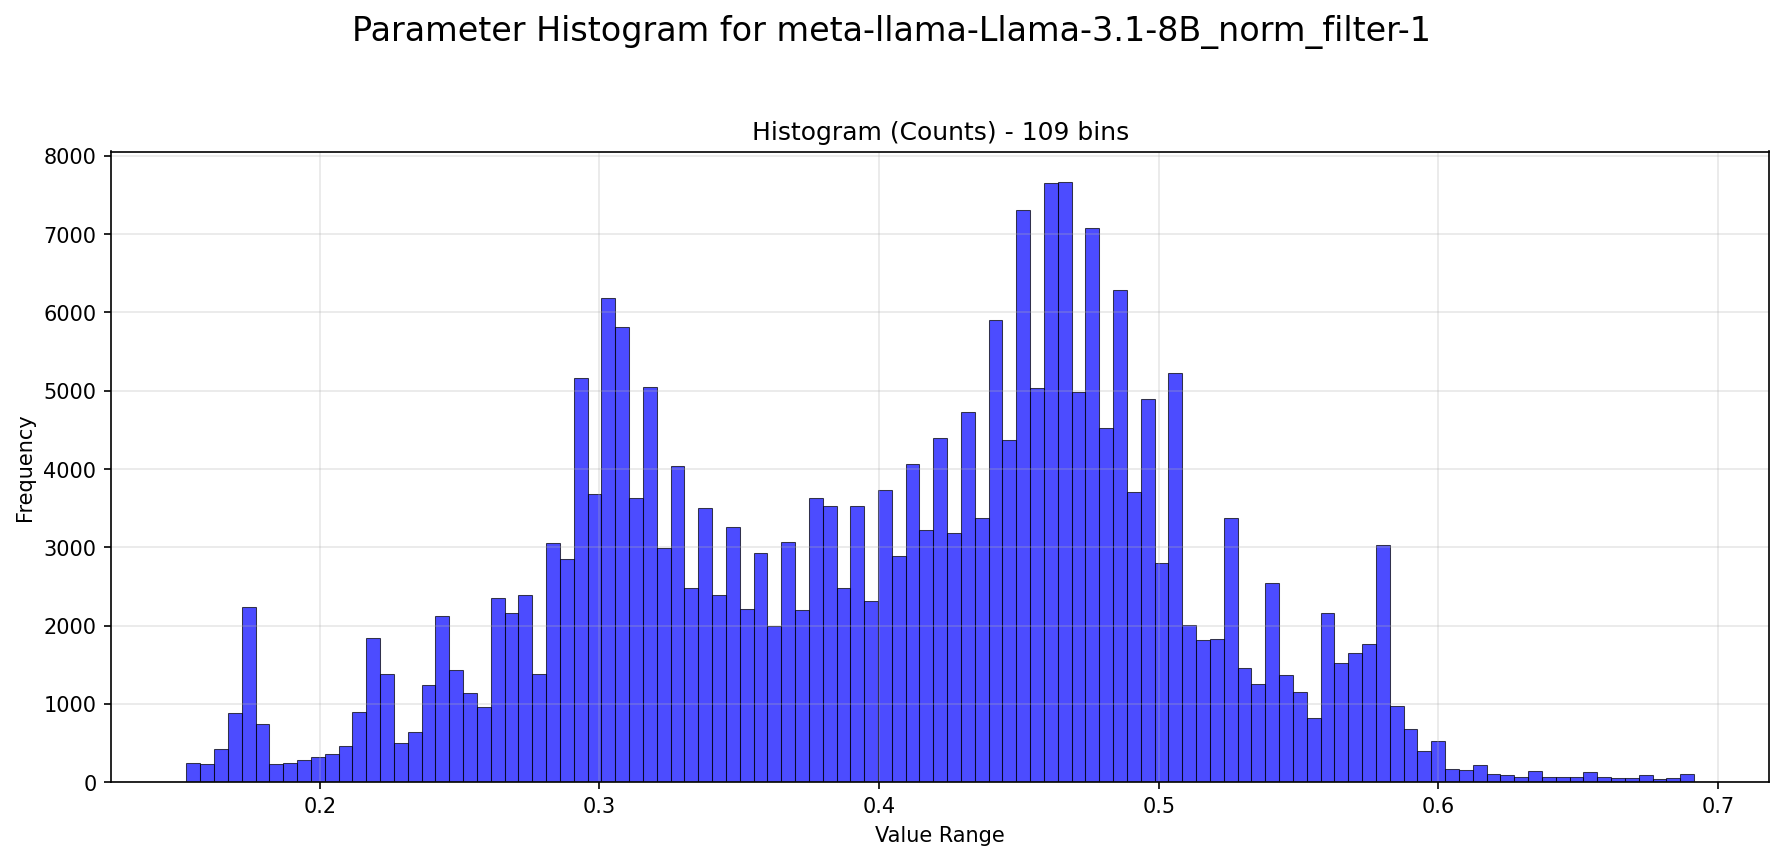 Parameter Histogram for meta-llama-Llama-3.1-8B_norm_filter-1
Histogram (Counts) - 109 bins
Frequency
8000
7000
6000
5000
4000
3000
2000
1000
0
0.2 0.3 0.4 0.5 0.6 0.7
Value Range